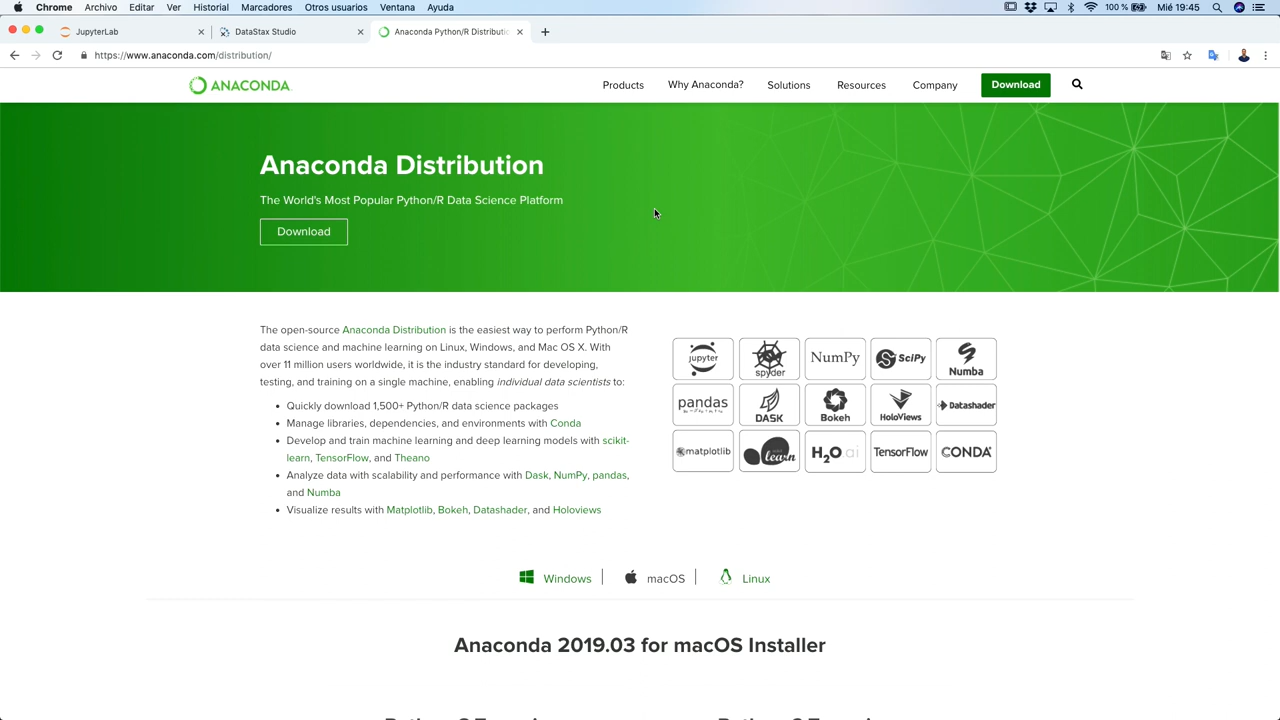 Chrome Archivo Editar Ver Historial Marcadores Otros usuarios Ventana Ayuda 100 % Mié 19:45
JupyterLab DataStax Studio Anaconda Python/R Distributi
https://www.anaconda.com/distribution/
ANACONDA Products Why Anaconda? Solutions Resources Company Download
Anaconda Distribution
The World's Most Popular Python/R Data Science Platform
Download
The open-source Anaconda Distribution is the easiest way to perform Python/R
data science and machine learning on Linux, Windows, and Mac OS X. With
over 11 million users worldwide, it is the industry standard for developing,
testing, and training on a single machine, enabling individual data scientists to:
• Quickly download 1,500+ Python/R data science packages
• Manage libraries, dependencies, and environments with Conda
• Develop and train machine learning and deep learning models with scikit-
learn, TensorFlow, and Theano
• Analyze data with scalability and performance with Dask, NumPy, pandas,
and Numba
• Visualize results with Matplotlib, Bokeh, Datashader, and Holoviews
jupyter spyder NumPy SciPy Numba
pandas DASK Bokeh HoloViews Datashader
matplotlib learn H2O.ai TensorFlow CONDA
Windows macOS Linux
Anaconda 2019.03 for macOS Installer